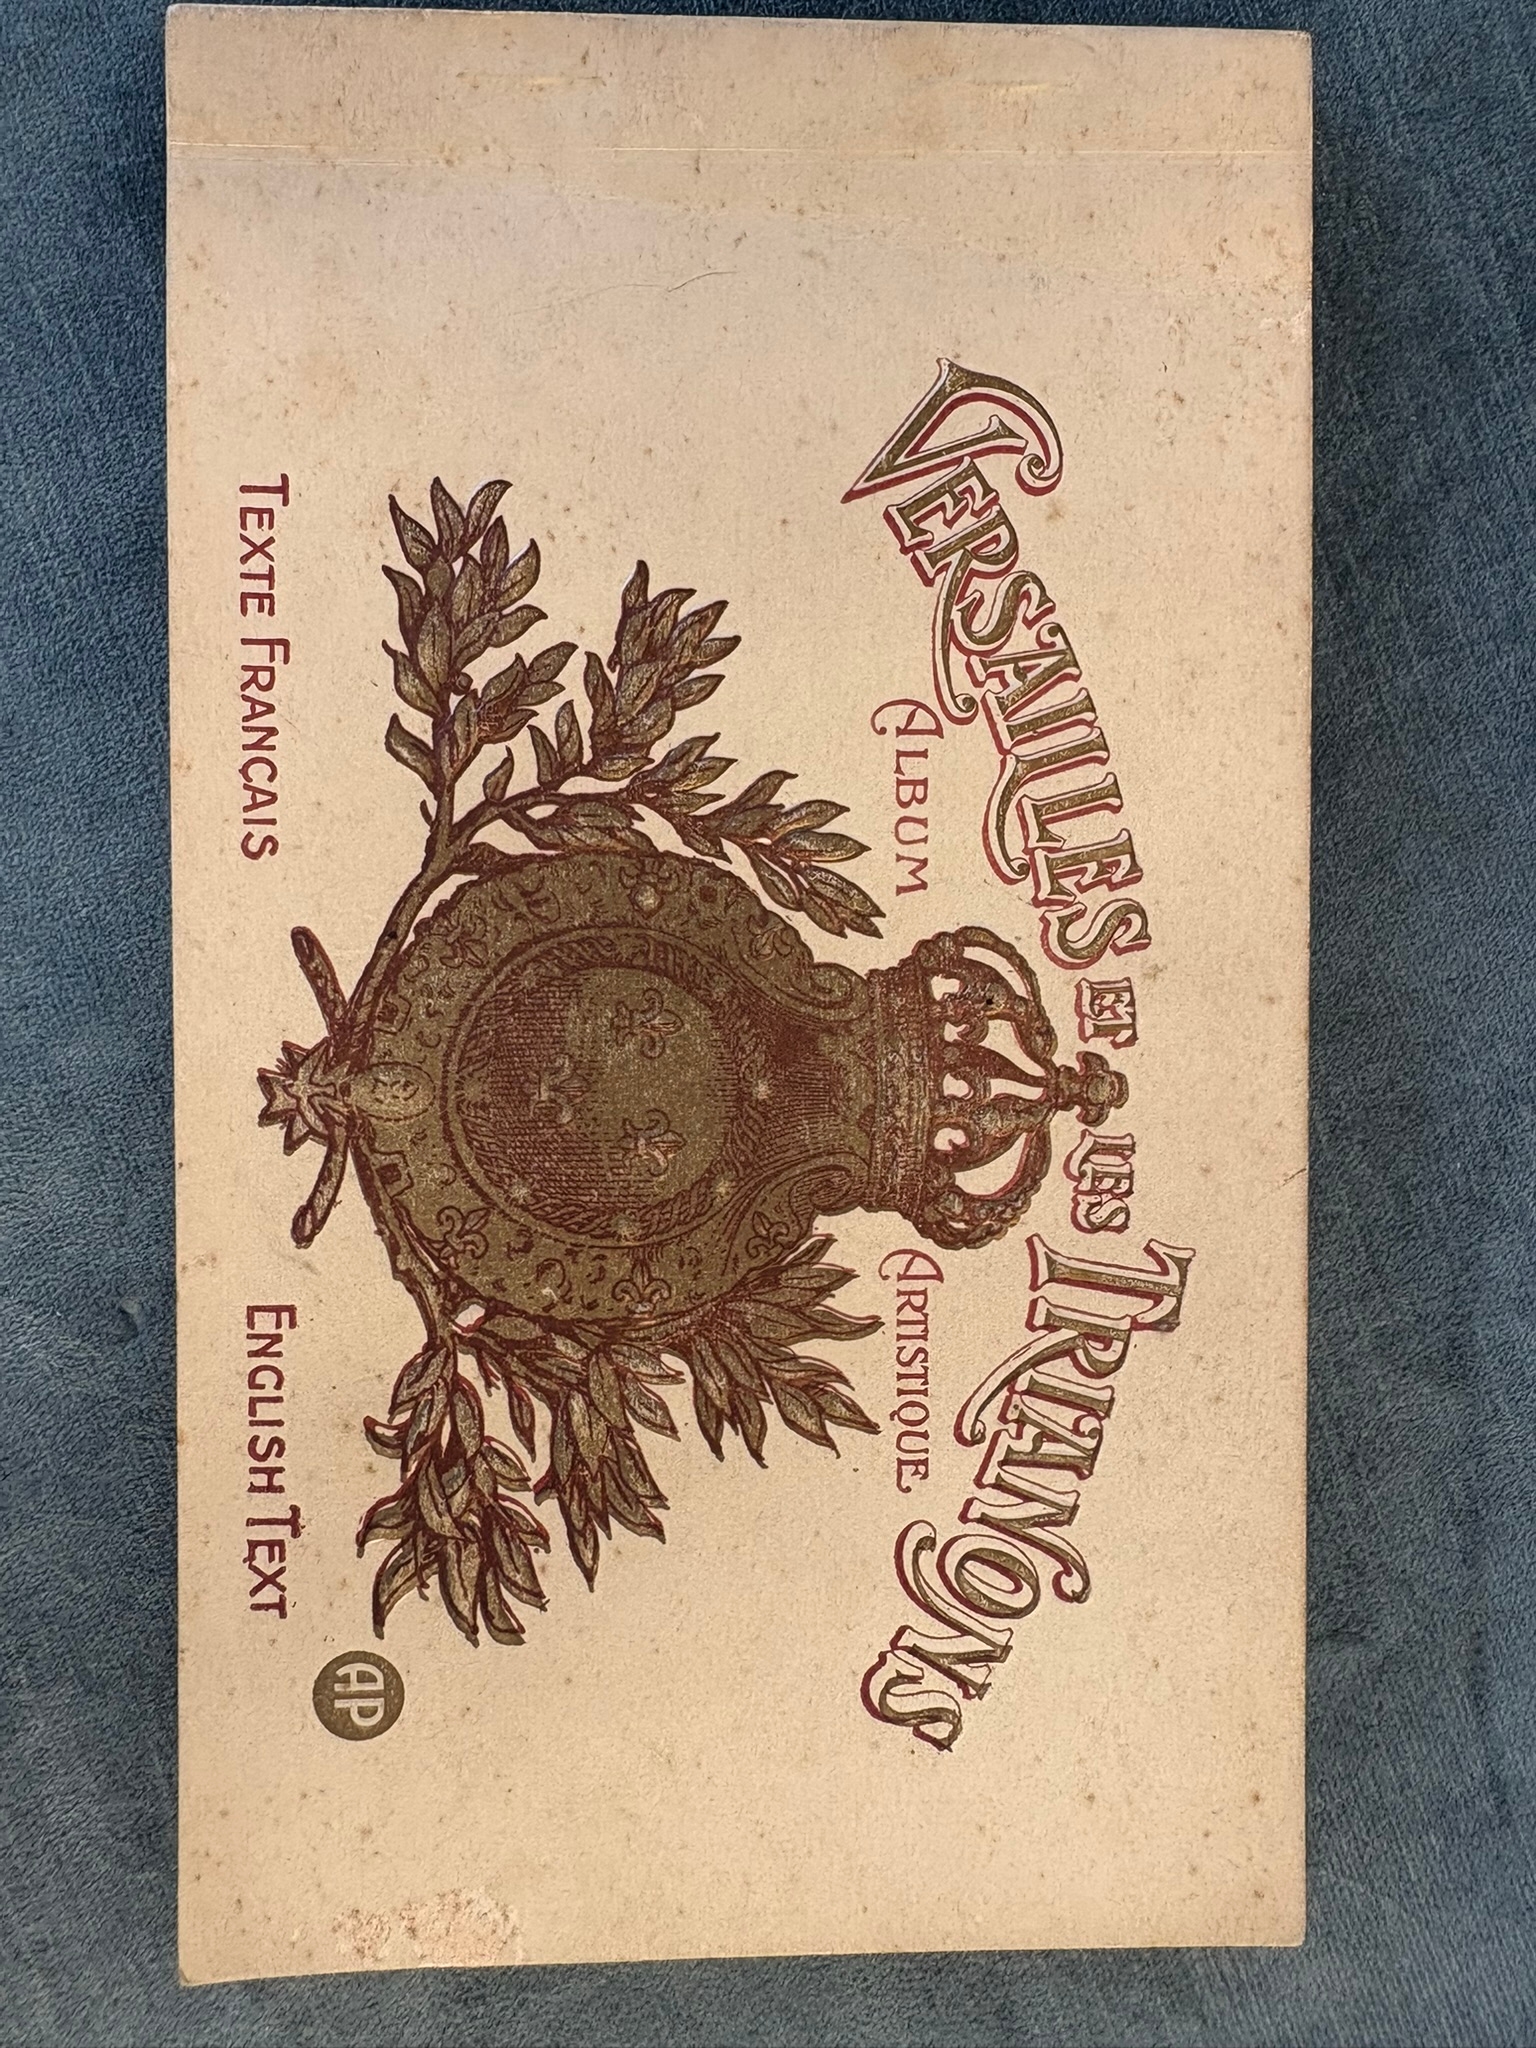 VERSAILLES ET LES TRIANONS
ALBUM ARTISTIQUE
TEXTE FRANCAIS ENGLISH TEXT
AP